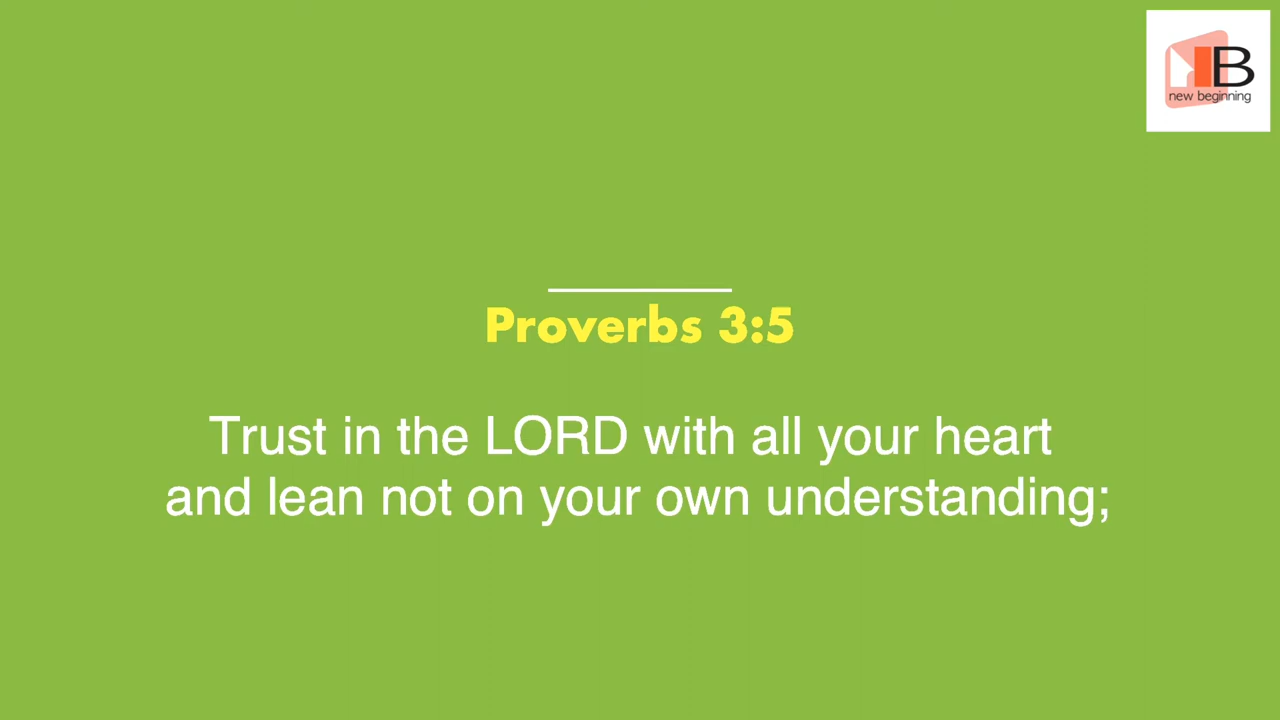 B
new beginning
Proverbs 3:5
Trust in the LORD with all your heart
and lean not on your own understanding;